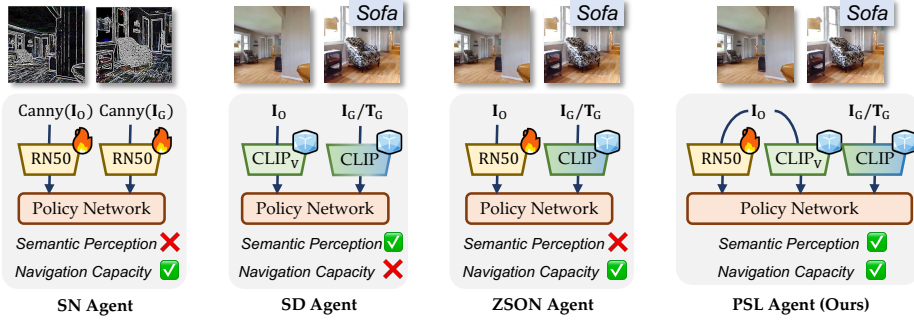 Sofa
Sofa
Sofa
Canny(I_O) Canny(I_G)
RN50 RN50
Policy Network
Semantic Perception ❌
Navigation Capacity ✅
SN Agent
I_O I_G/T_G
CLIP_V CLIP
Policy Network
Semantic Perception ✅
Navigation Capacity ❌
SD Agent
I_O I_G/T_G
RN50 CLIP
Policy Network
Semantic Perception ❌
Navigation Capacity ✅
ZSON Agent
I_O I_G/T_G
RN50 CLIP_V CLIP
Policy Network
Semantic Perception ✅
Navigation Capacity ✅
PSL Agent (Ours)